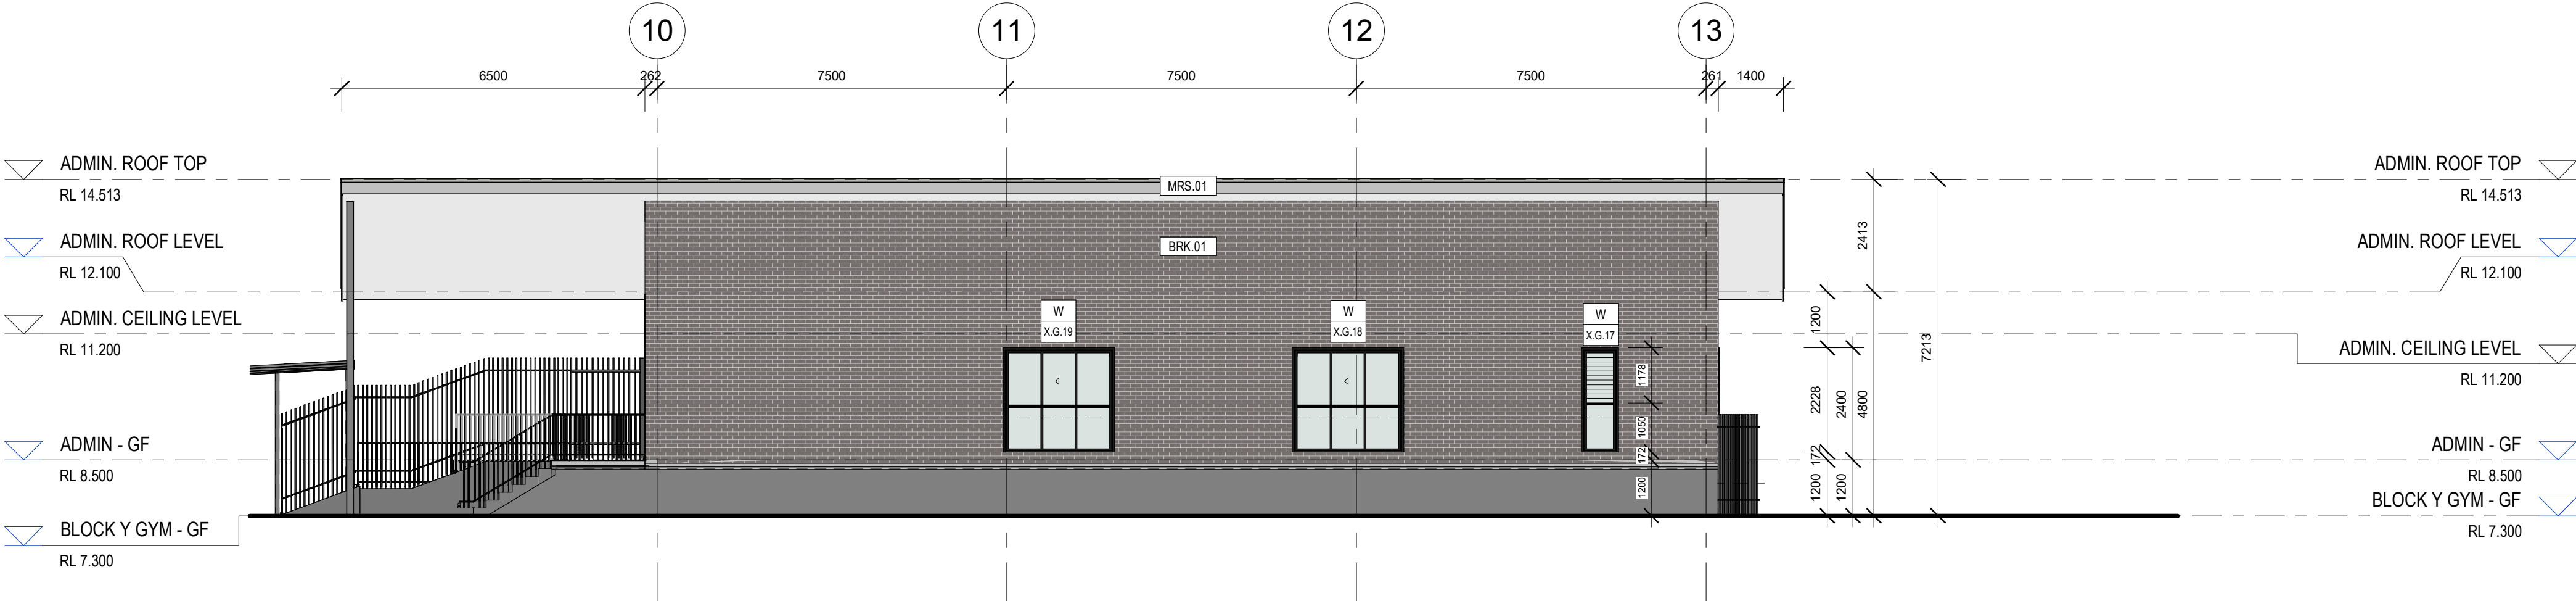 10
11
12
13
6500
262
7500
7500
7500
261
1400
ADMIN. ROOF TOP
RL 14.513
ADMIN. ROOF LEVEL
RL 12.100
ADMIN. CEILING LEVEL
RL 11.200
ADMIN - GF
RL 8.500
BLOCK Y GYM - GF
RL 7.300
MRS.01
BRK.01
W
X.G.19
W
X.G.18
W
X.G.17
1178
1050
172
1200
1200
2228
172
1200
2400
1200
2413
4800
7213
ADMIN. ROOF TOP
RL 14.513
ADMIN. ROOF LEVEL
RL 12.100
ADMIN. CEILING LEVEL
RL 11.200
ADMIN - GF
RL 8.500
BLOCK Y GYM - GF
RL 7.300